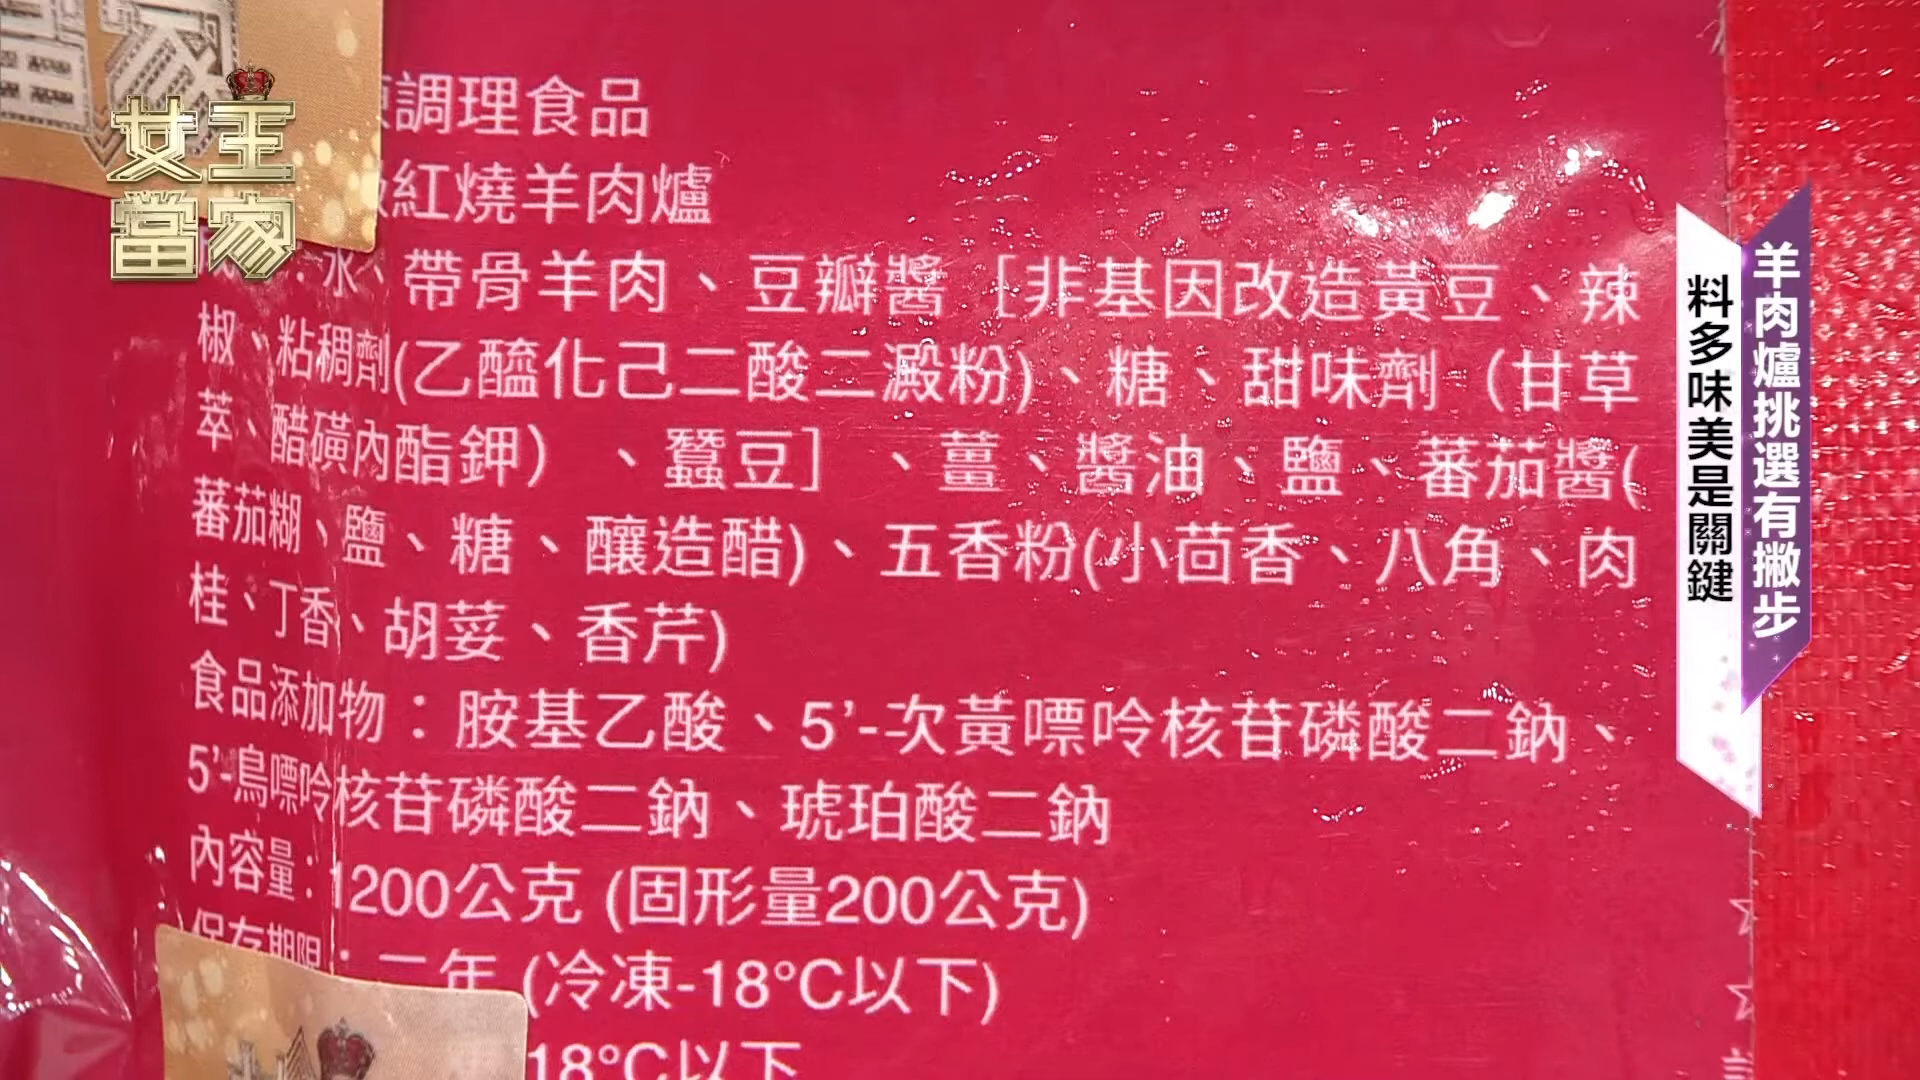 女王
當家
調理食品
紅燒羊肉爐
：水、帶骨羊肉、豆瓣醬［非基因改造黃豆、辣
椒、粘稠劑(乙醯化己二酸二澱粉)、糖、甜味劑（甘草
萃、醋磺內酯鉀）、蠶豆］、薑、醬油、鹽、蕃茄醬(
蕃茄糊、鹽、糖、釀造醋)、五香粉(小茴香、八角、肉
桂、丁香、胡荽、香芹)
食品添加物：胺基乙酸、5’-次黃嘌呤核苷磷酸二鈉、
5’-鳥嘌呤核苷磷酸二鈉、琥珀酸二鈉
內容量：1200公克 (固形量200公克)
保存期限：二年 (冷凍-18°C以下)
18°C以下
羊肉爐挑選有撇步
料多味美是關鍵